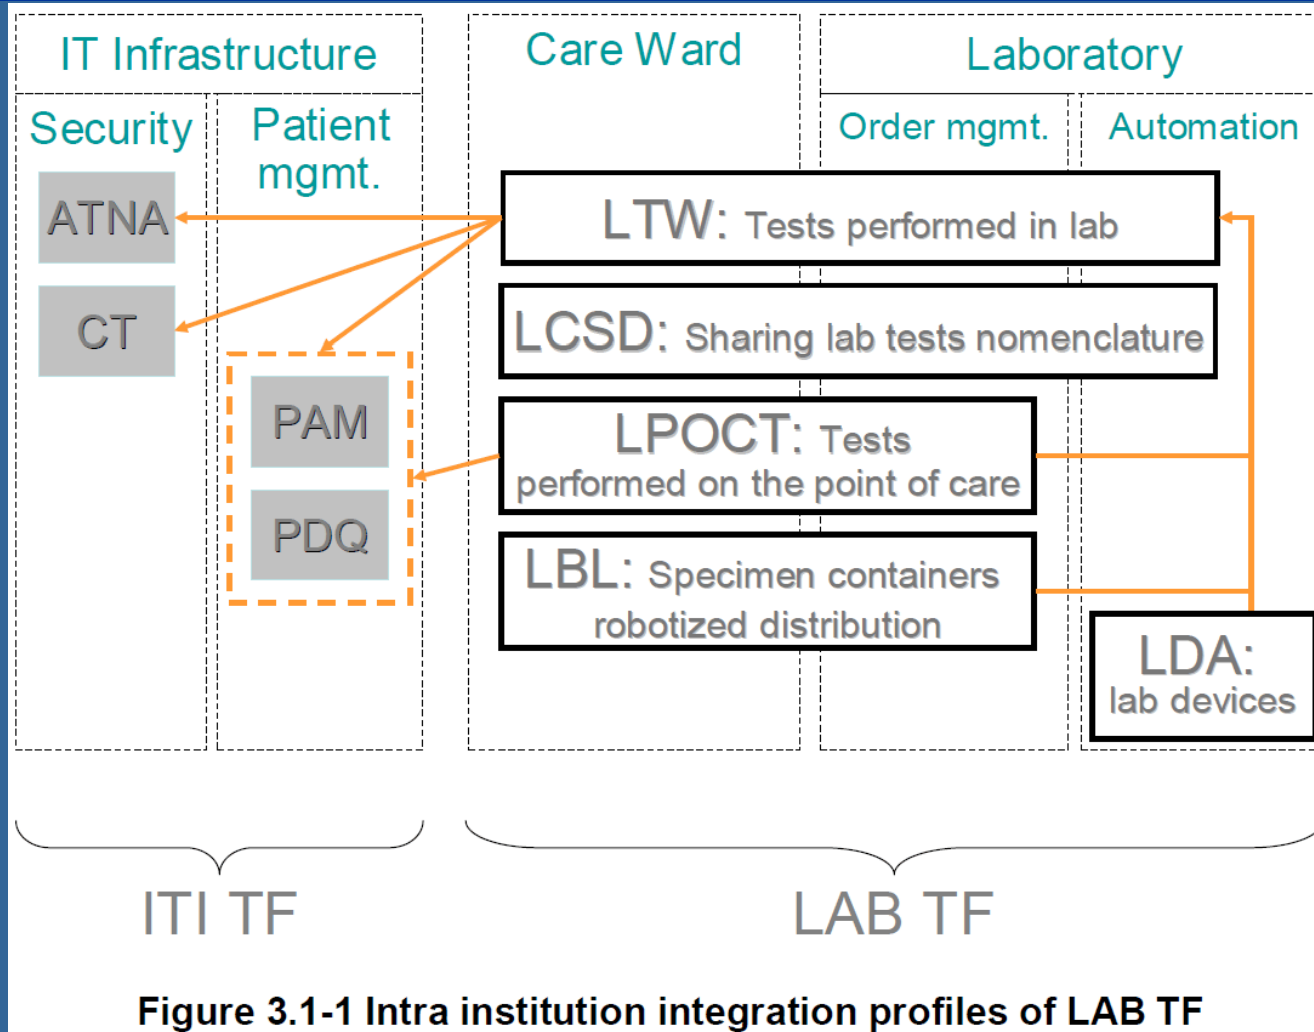 IT Infrastructure
Care Ward
Laboratory
Security
Patient
mgmt.
Order mgmt.
Automation
ATNA
CT
PAM
PDQ
LTW: Tests performed in lab
LCSD: Sharing lab tests nomenclature
LPOCT: Tests
performed on the point of care
LBL: Specimen containers
robotized distribution
LDA:
lab devices
ITI TF
LAB TF
Figure 3.1-1 Intra institution integration profiles of LAB TF